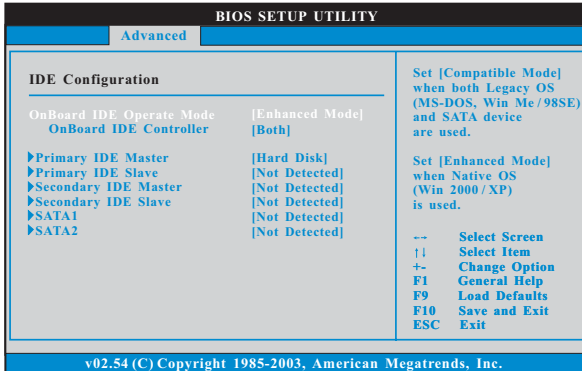 BIOS SETUP UTILITY
Advanced
IDE Configuration
OnBoard IDE Operate Mode [Enhanced Mode]
OnBoard IDE Controller [Both]
Primary IDE Master [Hard Disk]
Primary IDE Slave [Not Detected]
Secondary IDE Master [Not Detected]
Secondary IDE Slave [Not Detected]
SATA1 [Not Detected]
SATA2 [Not Detected]
Set [Compatible Mode]
when both Legacy OS
(MS-DOS, Win Me/98SE)
and SATA device
are used.
Set [Enhanced Mode]
when Native OS
(Win 2000/XP)
is used.
←→ Select Screen
↑↓ Select Item
+- Change Option
F1 General Help
F9 Load Defaults
F10 Save and Exit
ESC Exit
v02.54 (C) Copyright 1985-2003, American Megatrends, Inc.